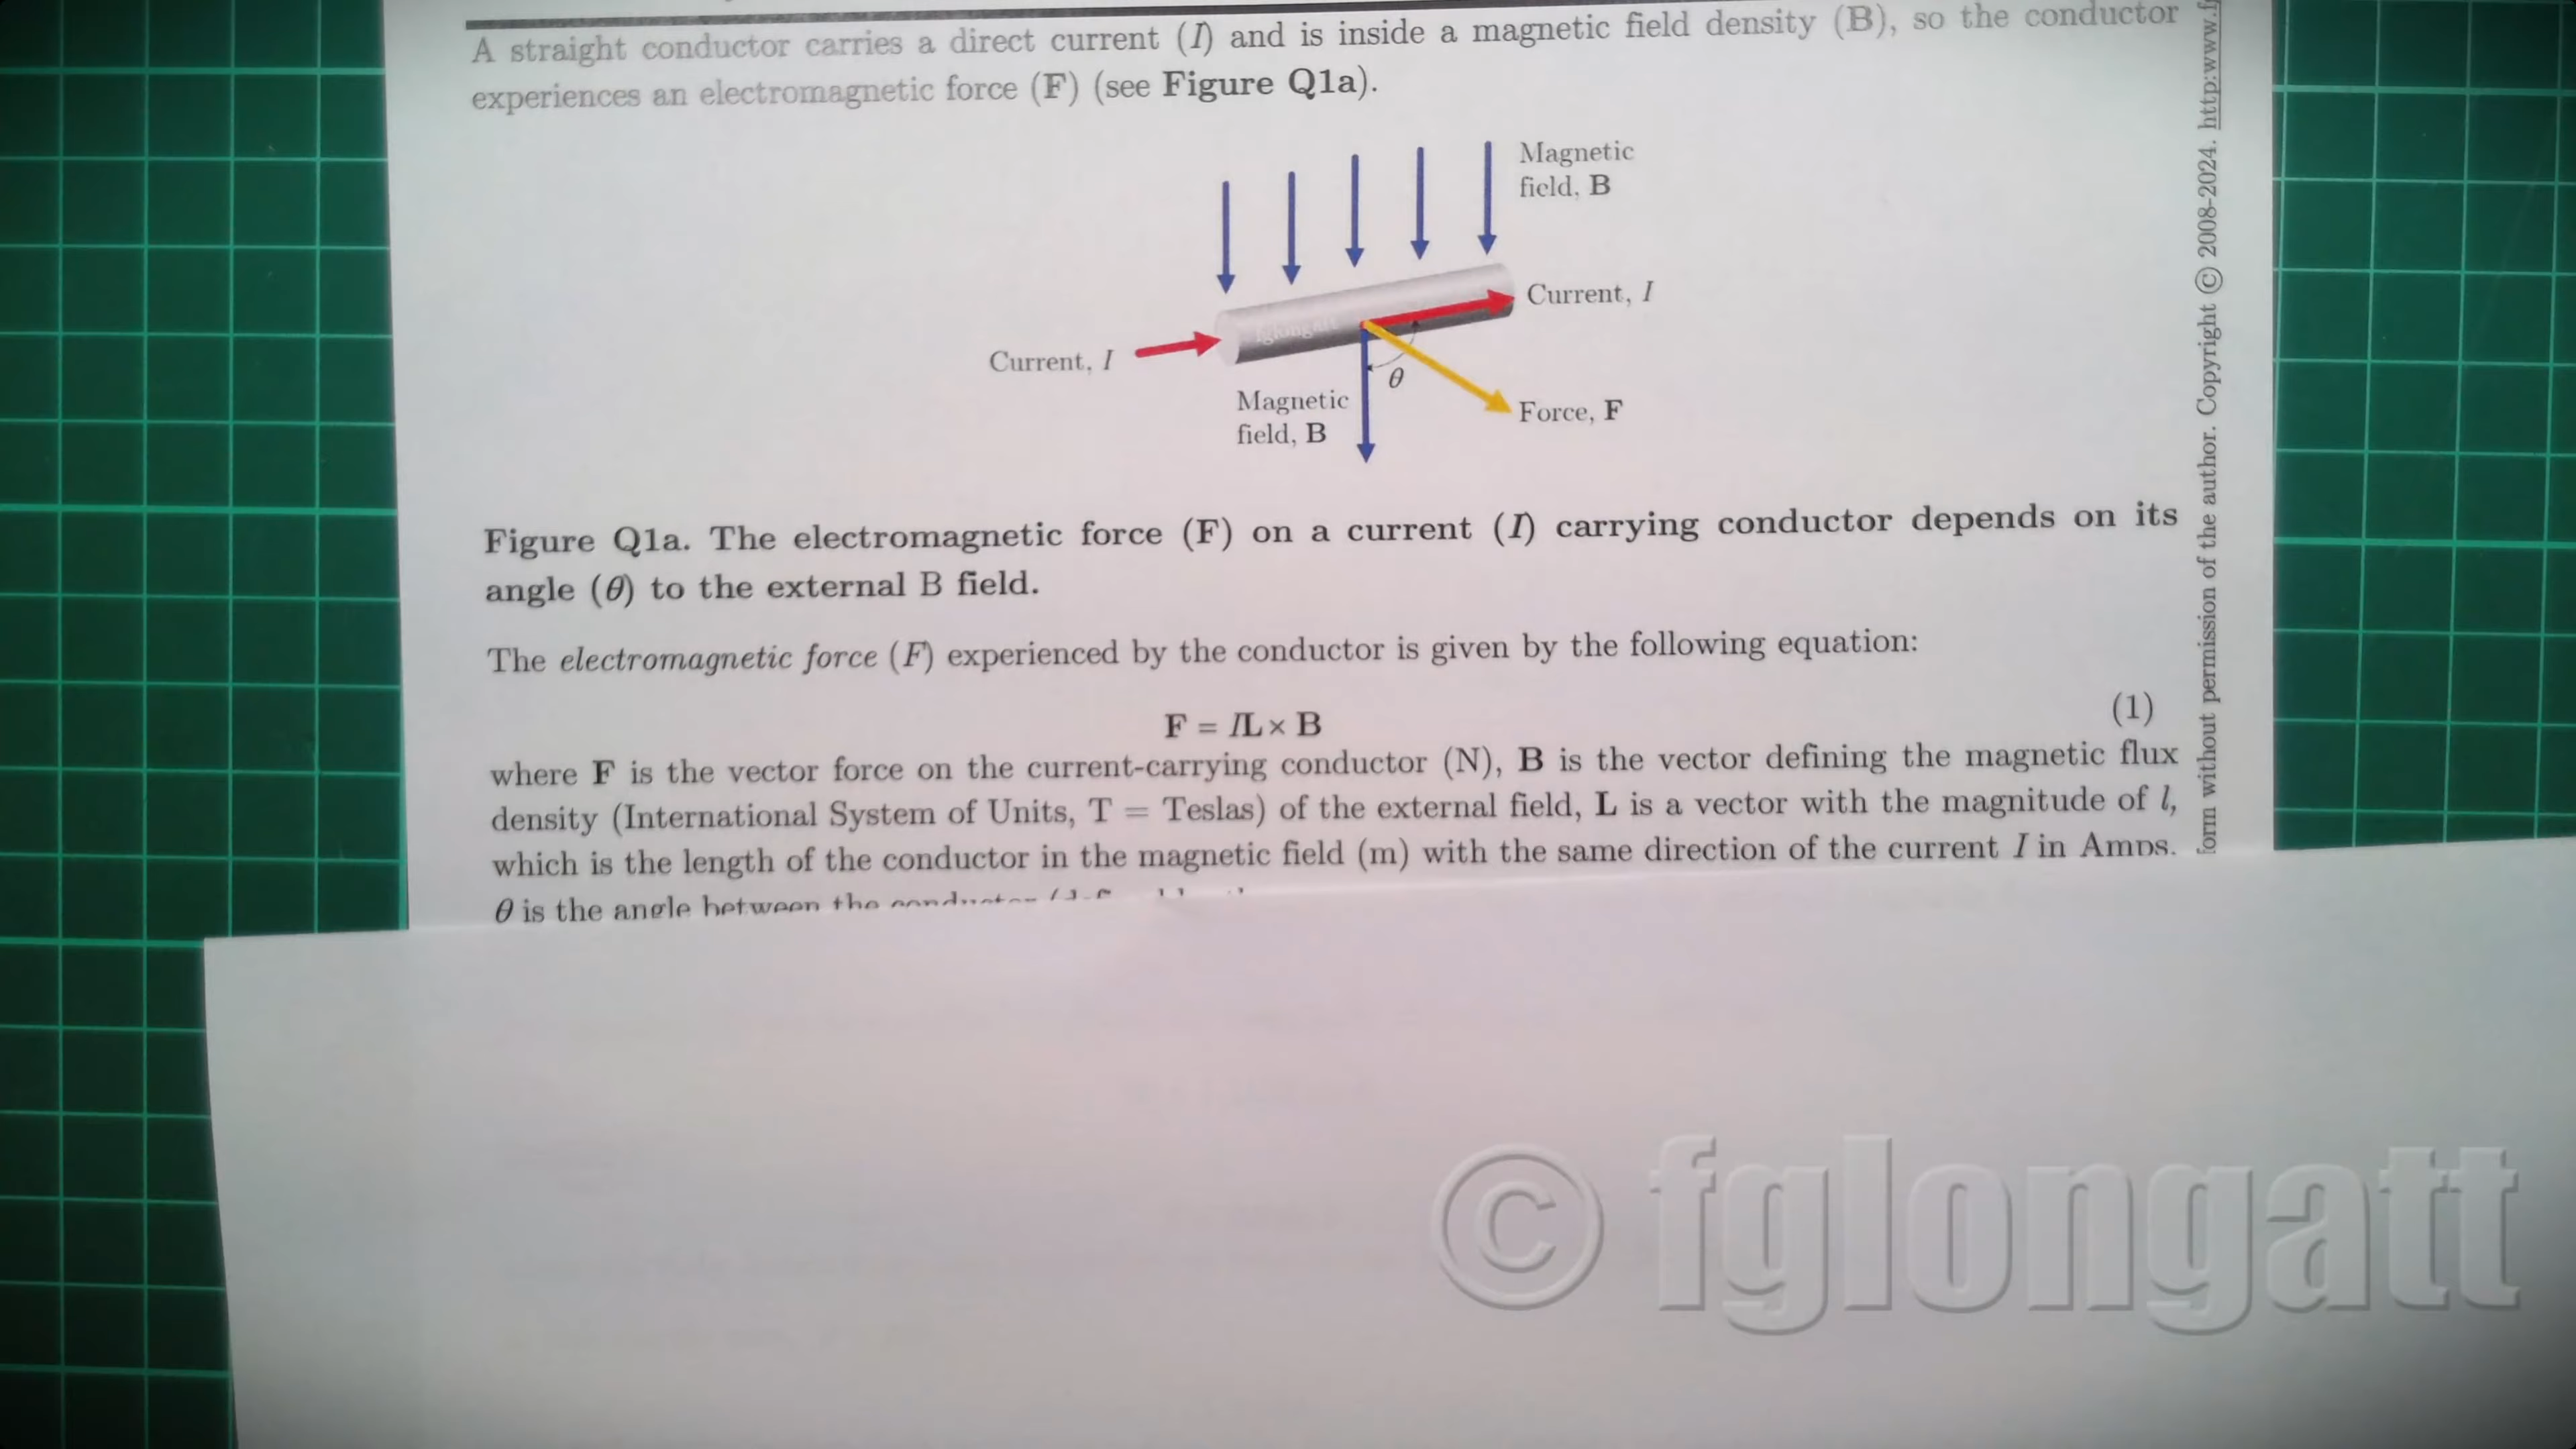 A straight conductor carries a direct current (I) and is inside a magnetic field density (B), so the conductor
experiences an electromagnetic force (F) (see Figure Q1a).
Magnetic
field, B
Current, I
Current, I
θ
Magnetic
field, B
Force, F
Figure Q1a. The electromagnetic force (F) on a current (I) carrying conductor depends on its
angle (θ) to the external B field.
The electromagnetic force (F) experienced by the conductor is given by the following equation:
F = IL × B (1)
where F is the vector force on the current-carrying conductor (N), B is the vector defining the magnetic flux
density (International System of Units, T = Teslas) of the external field, L is a vector with the magnitude of l,
which is the length of the conductor in the magnetic field (m) with the same direction of the current I in Amps.
θ is the angle between the
form without permission of the author. Copyright © 2008-2024. http:www.f
© fglongatt